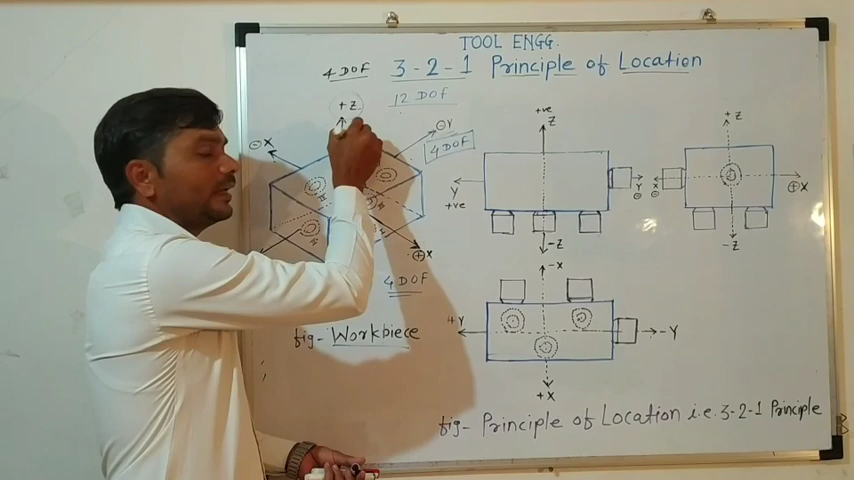 TOOL ENGG.
4 DOF 3-2-1 Principle of Location
12 DOF
+Z
⊖X
⊖Y
4 DOF
⊕X
4 DOF
fig- Workpiece
+ve
Z
Y
+ve
Y
⊖
-Z
+Z
X
⊖
⊕X
-Z
-X
+Y
-Y
+X
fig- Principle of Location i.e. 3-2-1 Principle